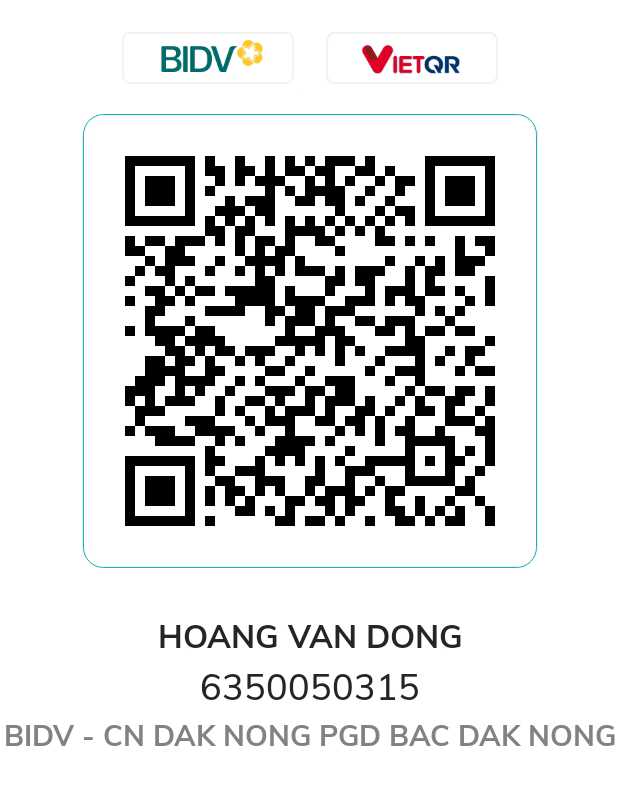 BIDV VIETQR
HOANG VAN DONG
6350050315
BIDV - CN DAK NONG PGD BAC DAK NONG